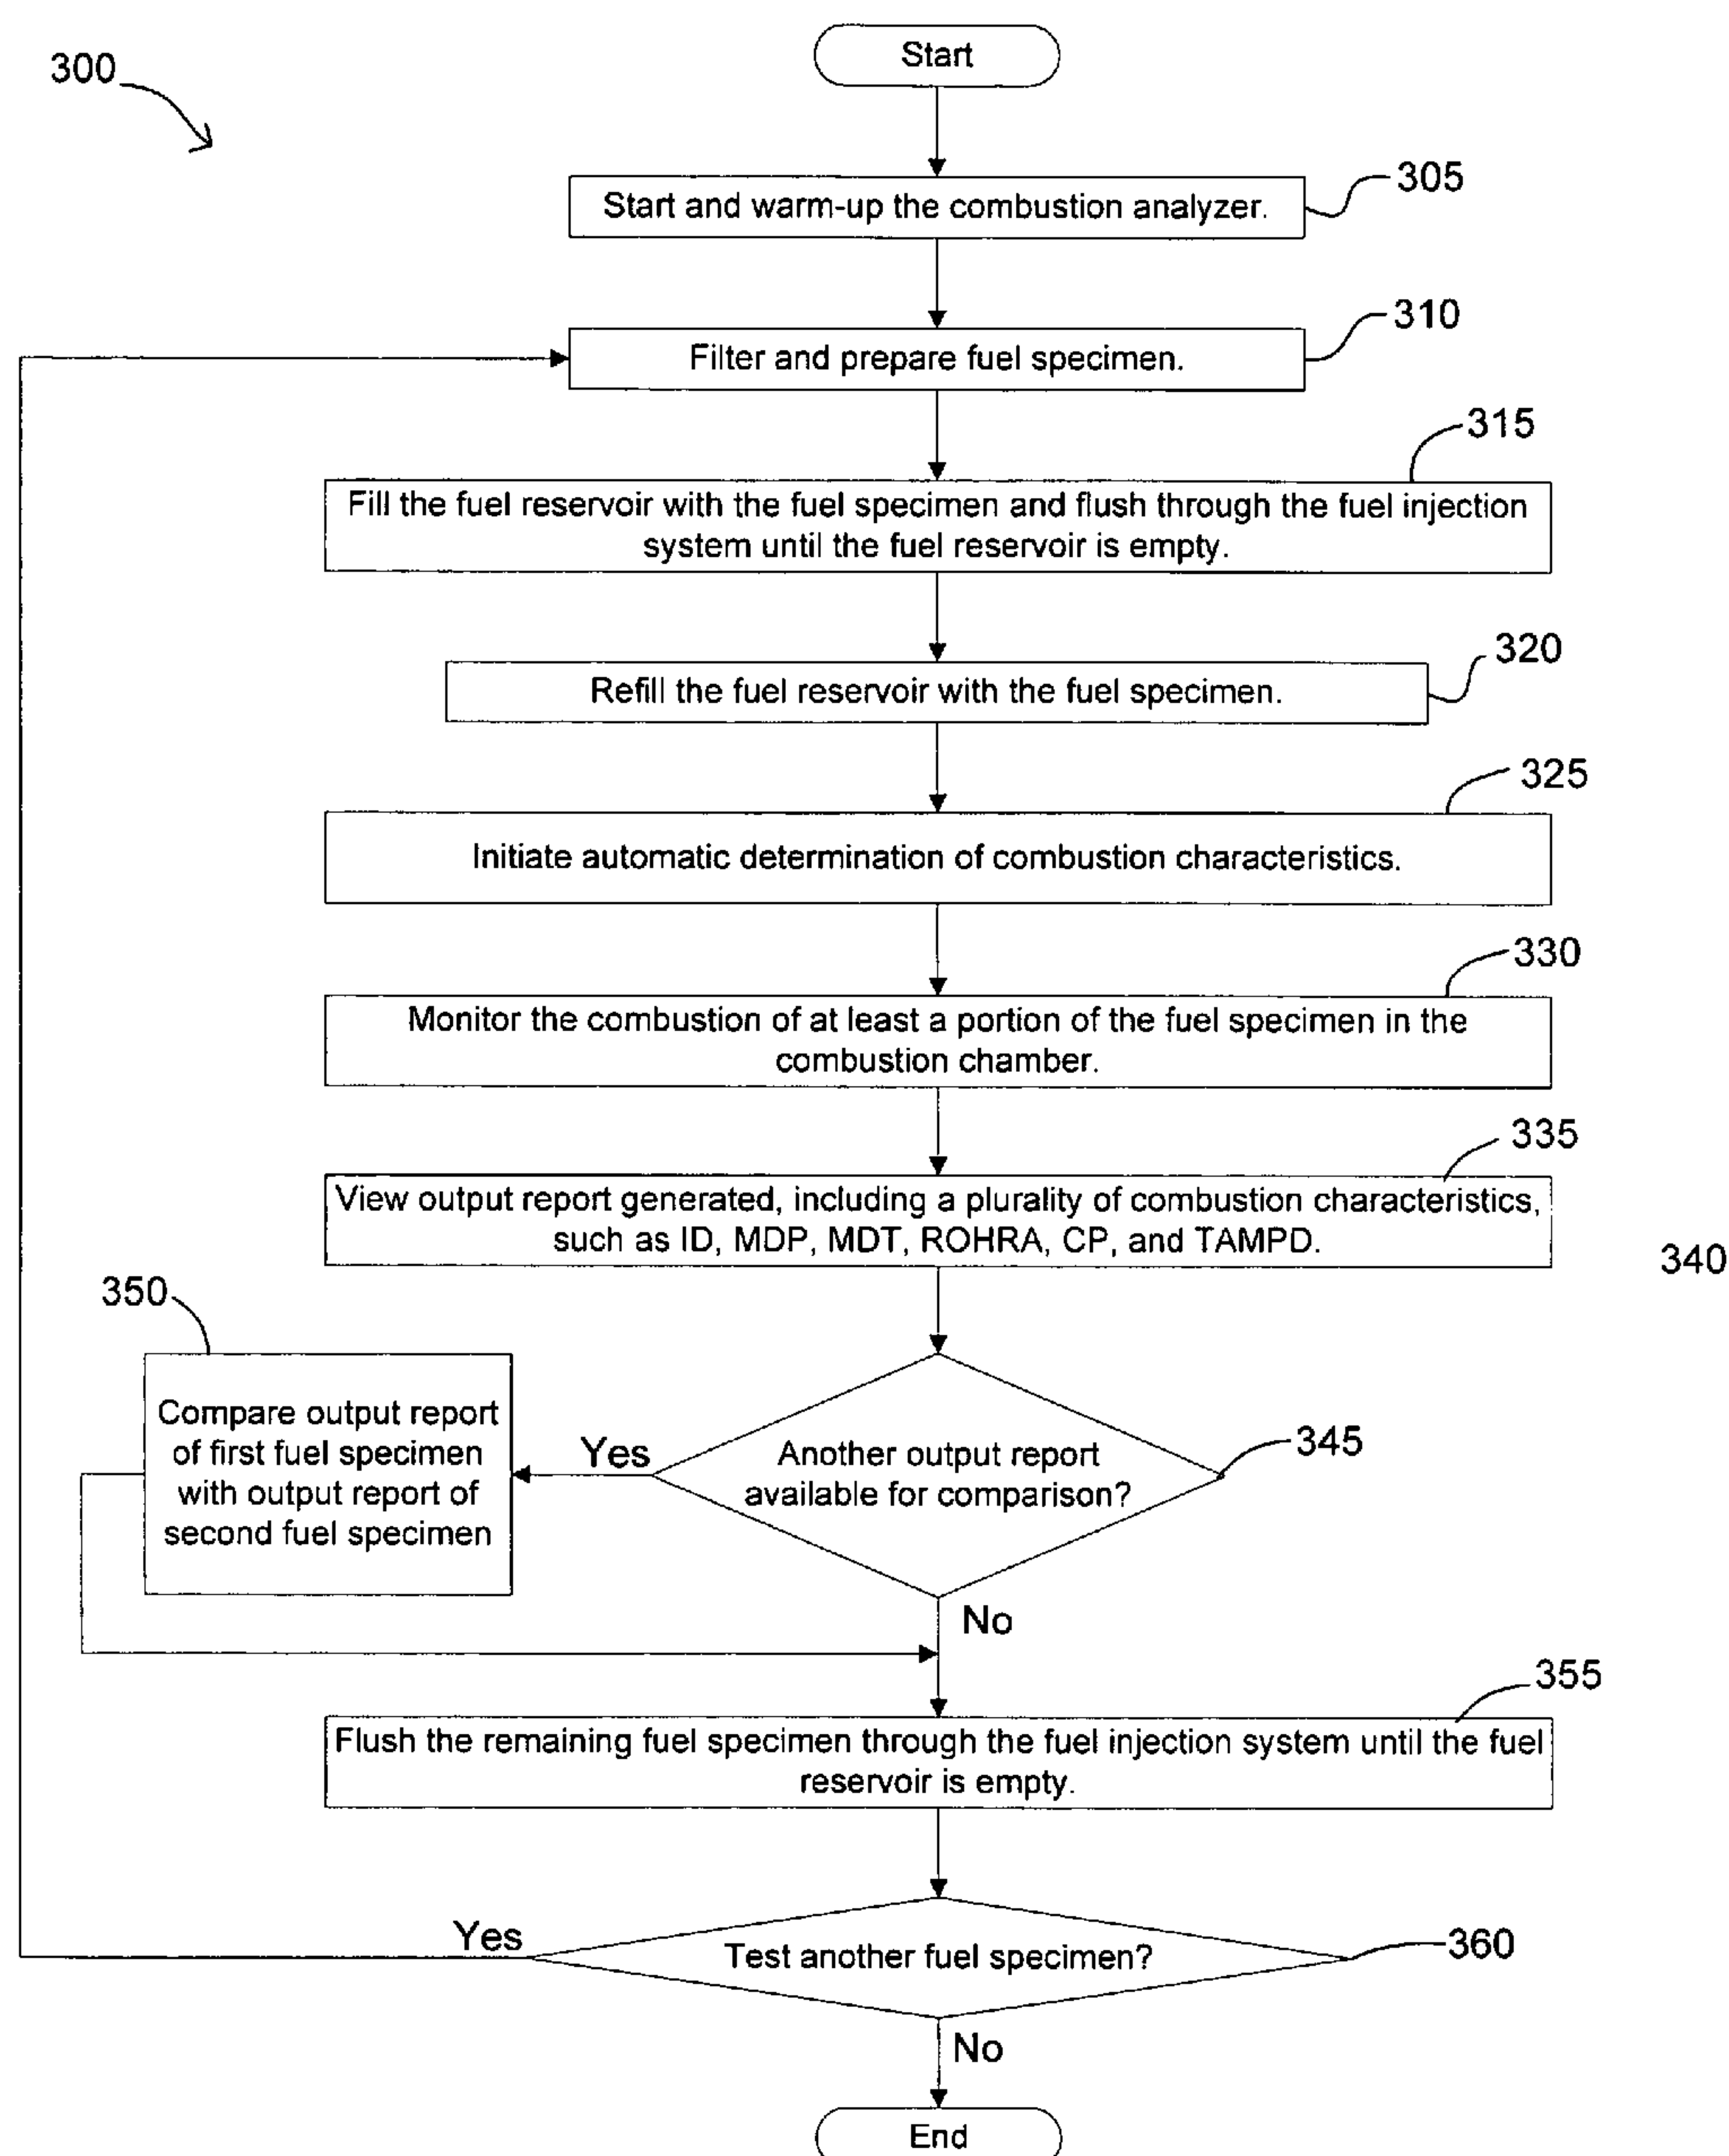 Start
300
305
Start and warm-up the combustion analyzer.
310
Filter and prepare fuel specimen.
315
Fill the fuel reservoir with the fuel specimen and flush through the fuel injection
system until the fuel reservoir is empty.
320
Refill the fuel reservoir with the fuel specimen.
325
Initiate automatic determination of combustion characteristics.
330
Monitor the combustion of at least a portion of the fuel specimen in the
combustion chamber.
335
View output report generated, including a plurality of combustion characteristics,
such as ID, MDP, MDT, ROHRA, CP, and TAMPD.
340
350
Compare output report
of first fuel specimen
with output report of
second fuel specimen
Yes
Another output report
available for comparison?
345
No
355
Flush the remaining fuel specimen through the fuel injection system until the fuel
reservoir is empty.
Yes
Test another fuel specimen?
360
No
End